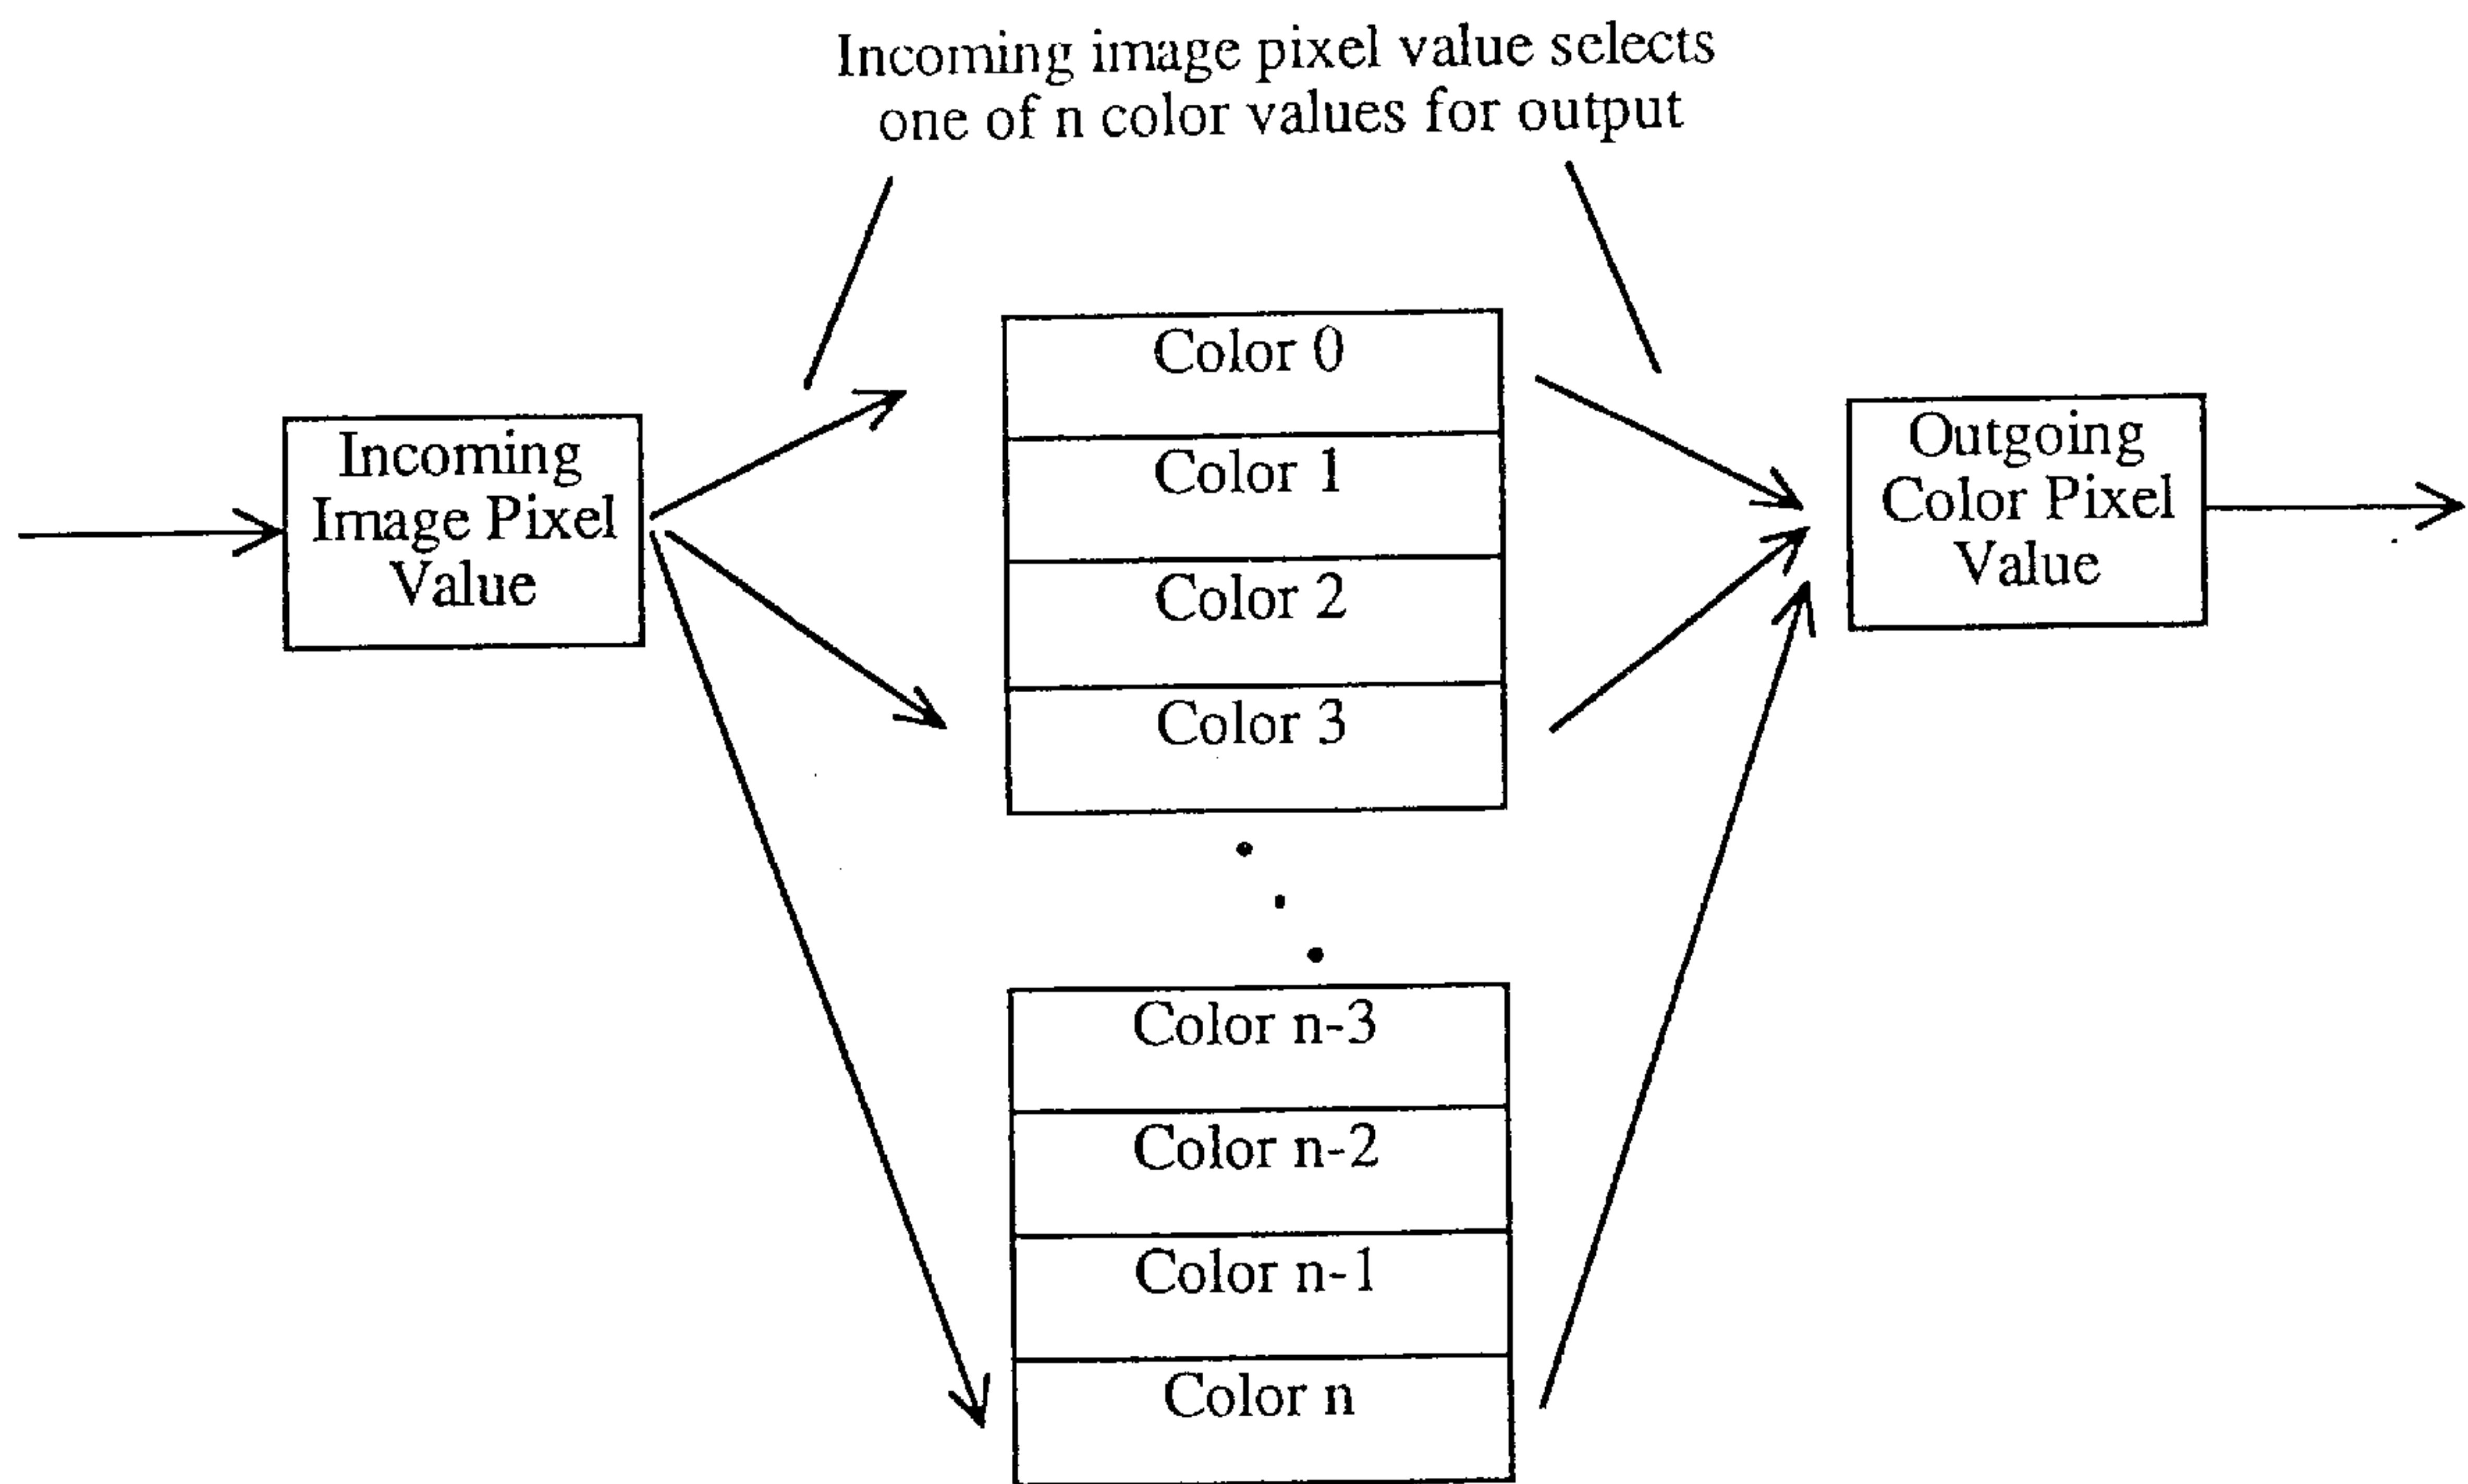 Incoming image pixel value selects
one of n color values for output
Incoming
Image Pixel
Value
Color 0
Color 1
Color 2
Color 3
Color n-3
Color n-2
Color n-1
Color n
Outgoing
Color Pixel
Value